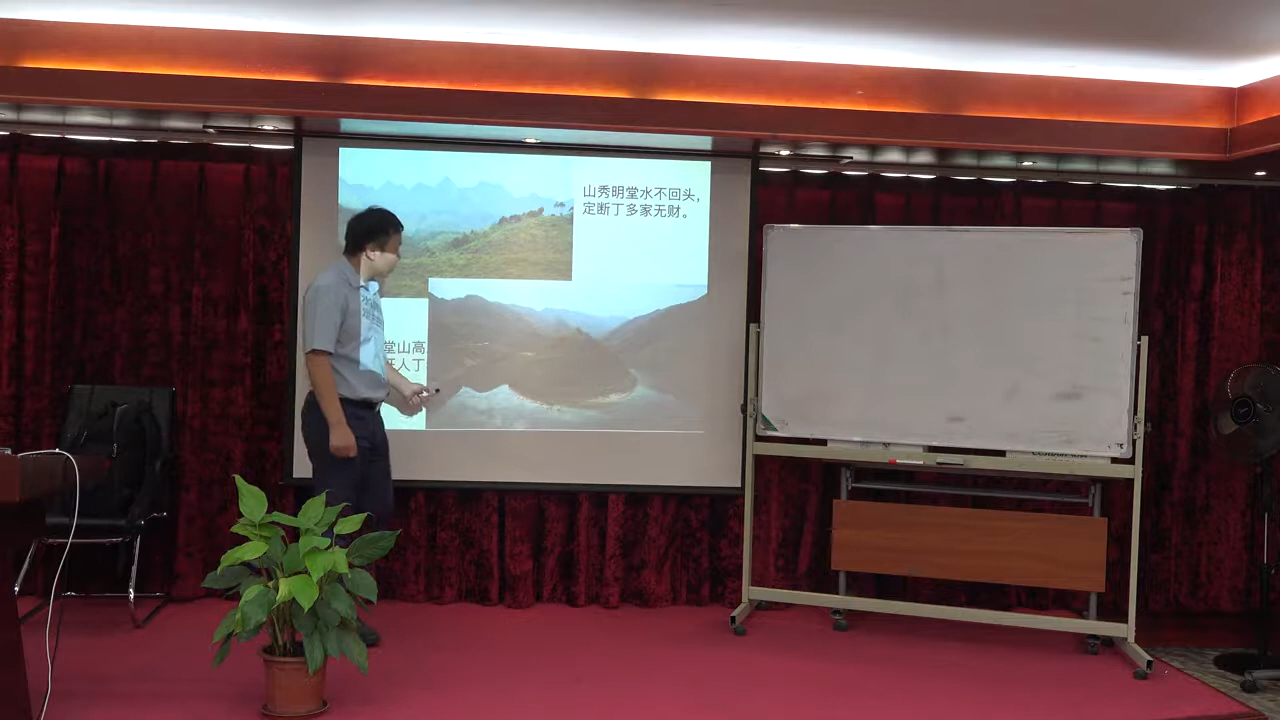 山秀明堂水不回头，
定断丁多家无财。
堂山高
人丁